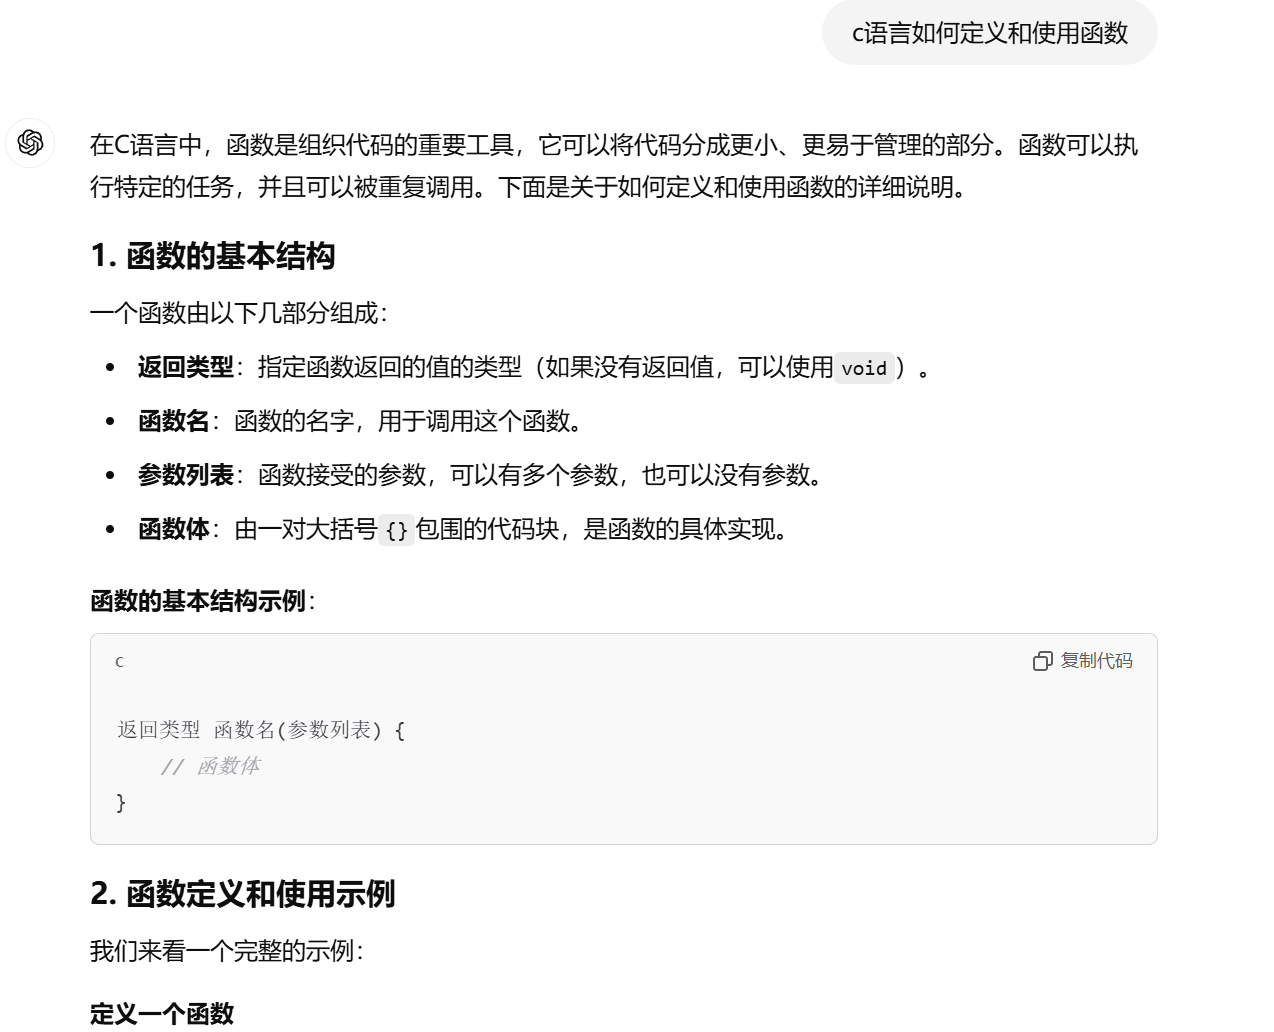 c语言如何定义和使用函数
在C语言中，函数是组织代码的重要工具，它可以将代码分成更小、更易于管理的部分。函数可以执
行特定的任务，并且可以被重复调用。下面是关于如何定义和使用函数的详细说明。
1. 函数的基本结构
一个函数由以下几部分组成：
• 返回类型：指定函数返回的值的类型（如果没有返回值，可以使用 void ）。
• 函数名：函数的名字，用于调用这个函数。
• 参数列表：函数接受的参数，可以有多个参数，也可以没有参数。
• 函数体：由一对大括号 {} 包围的代码块，是函数的具体实现。
函数的基本结构示例：
c 复制代码
返回类型 函数名(参数列表) {
    // 函数体
}
2. 函数定义和使用示例
我们来看一个完整的示例：
定义一个函数